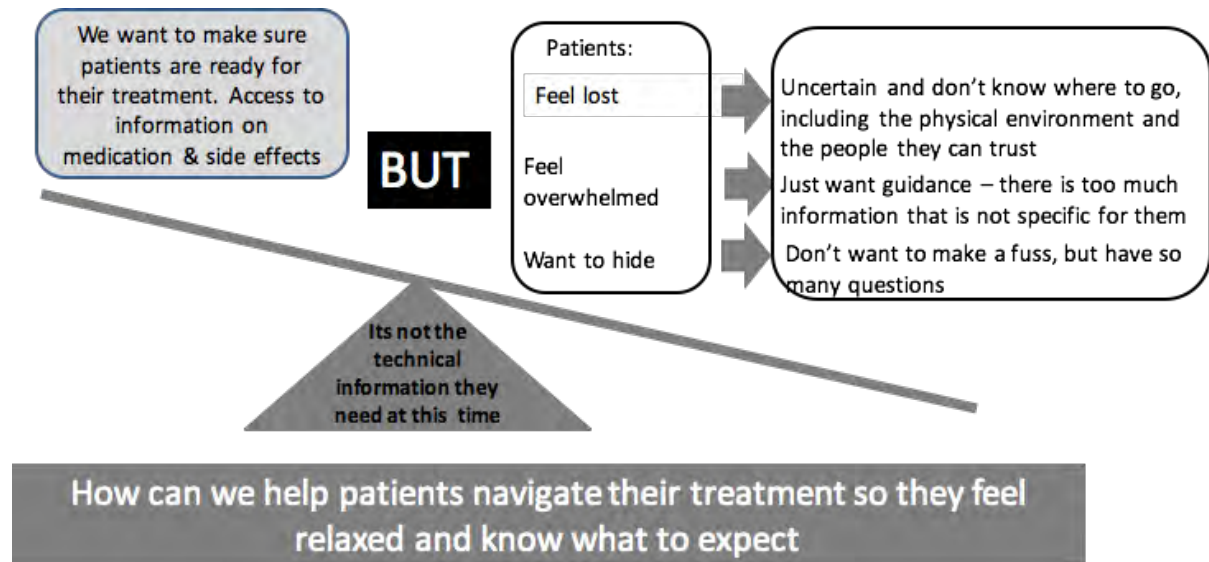 We want to make sure
patients are ready for
their treatment. Access to
information on
medication & side effects
BUT
Patients:
Feel lost
Feel
overwhelmed
Want to hide
Uncertain and don’t know where to go,
including the physical environment and
the people they can trust
Just want guidance – there is too much
information that is not specific for them
Don’t want to make a fuss, but have so
many questions
Its not the
technical
information they
need at this time
How can we help patients navigate their treatment so they feel
relaxed and know what to expect